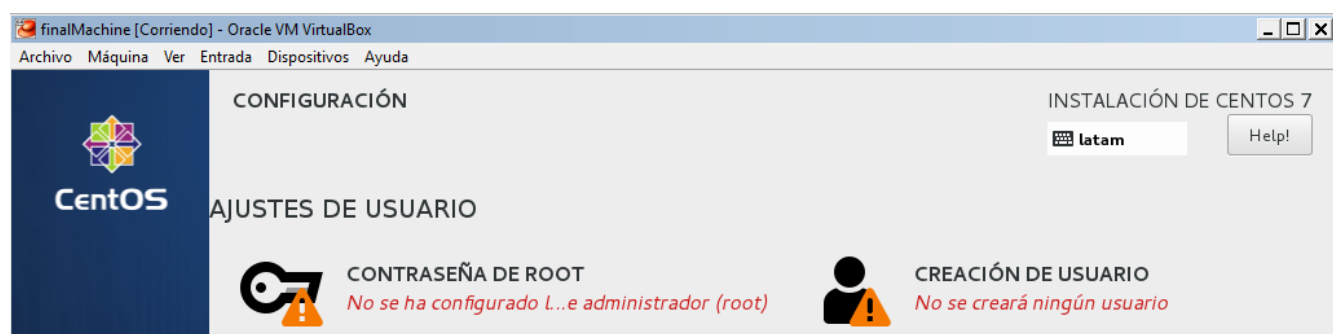 finalMachine [Corriendo] - Oracle VM VirtualBox
Archivo Máquina Ver Entrada Dispositivos Ayuda
CONFIGURACIÓN
INSTALACIÓN DE CENTOS 7
latam
Help!
CentOS
AJUSTES DE USUARIO
CONTRASEÑA DE ROOT
No se ha configurado l...e administrador (root)
CREACIÓN DE USUARIO
No se creará ningún usuario